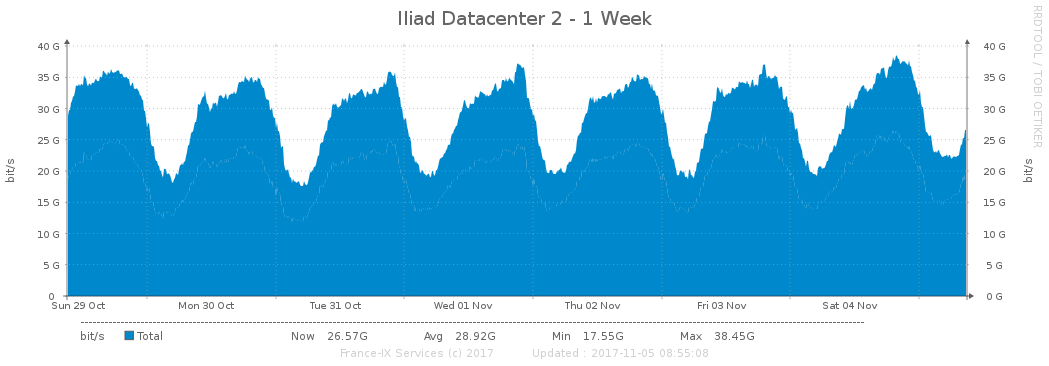 Iliad Datacenter 2 - 1 Week
RRDTOOL / TOBI OETIKER
40 G 40 G
35 G 35 G
30 G 30 G
25 G 25 G
20 G 20 G
15 G 15 G
10 G 10 G
5 G 5 G
0 0 G
bit/s bit/s
Sun 29 Oct Mon 30 Oct Tue 31 Oct Wed 01 Nov Thu 02 Nov Fri 03 Nov Sat 04 Nov
bit/s Total Now 26.57G Avg 28.92G Min 17.55G Max 38.45G
France-IX Services (c) 2017 Updated : 2017-11-05 08:55:08